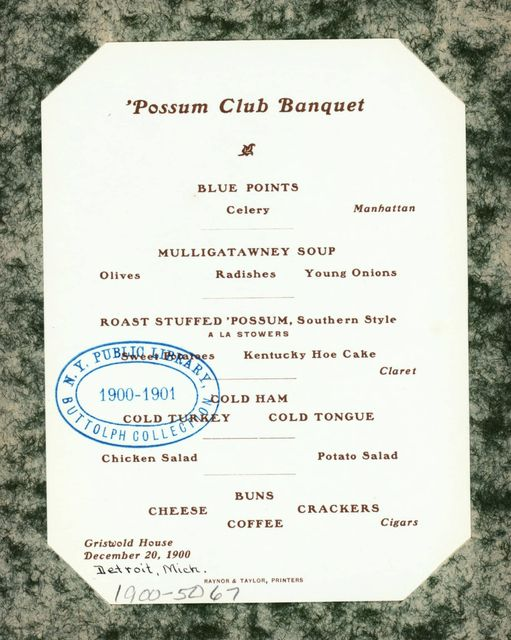 'Possum Club Banquet
BLUE POINTS
Celery Manhattan
MULLIGATAWNEY SOUP
Olives Radishes Young Onions
ROAST STUFFED 'POSSUM, Southern Style
A LA STOWERS
Sweet Potatoes Kentucky Hoe Cake
Claret
N.Y. PUBLIC LIBRARY,
1900-1901
BUTTOLPH COLLECTION
COLD HAM
COLD TURKEY COLD TONGUE
Chicken Salad Potato Salad
BUNS
CHEESE CRACKERS
COFFEE Cigars
Griswold House
December 20, 1900
Detroit, Mich.
RAYNOR & TAYLOR, PRINTERS
1900-5067